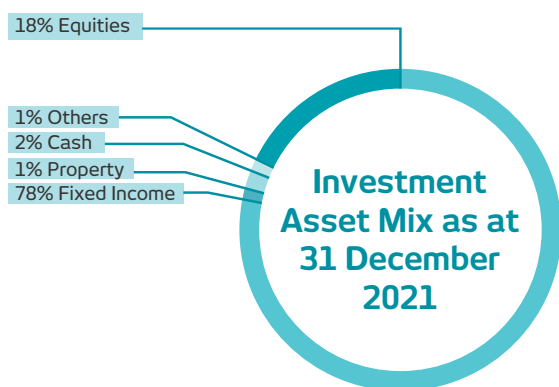 18% Equities
1% Others
2% Cash
1% Property
78% Fixed Income
Investment
Asset Mix as at
31 December
2021